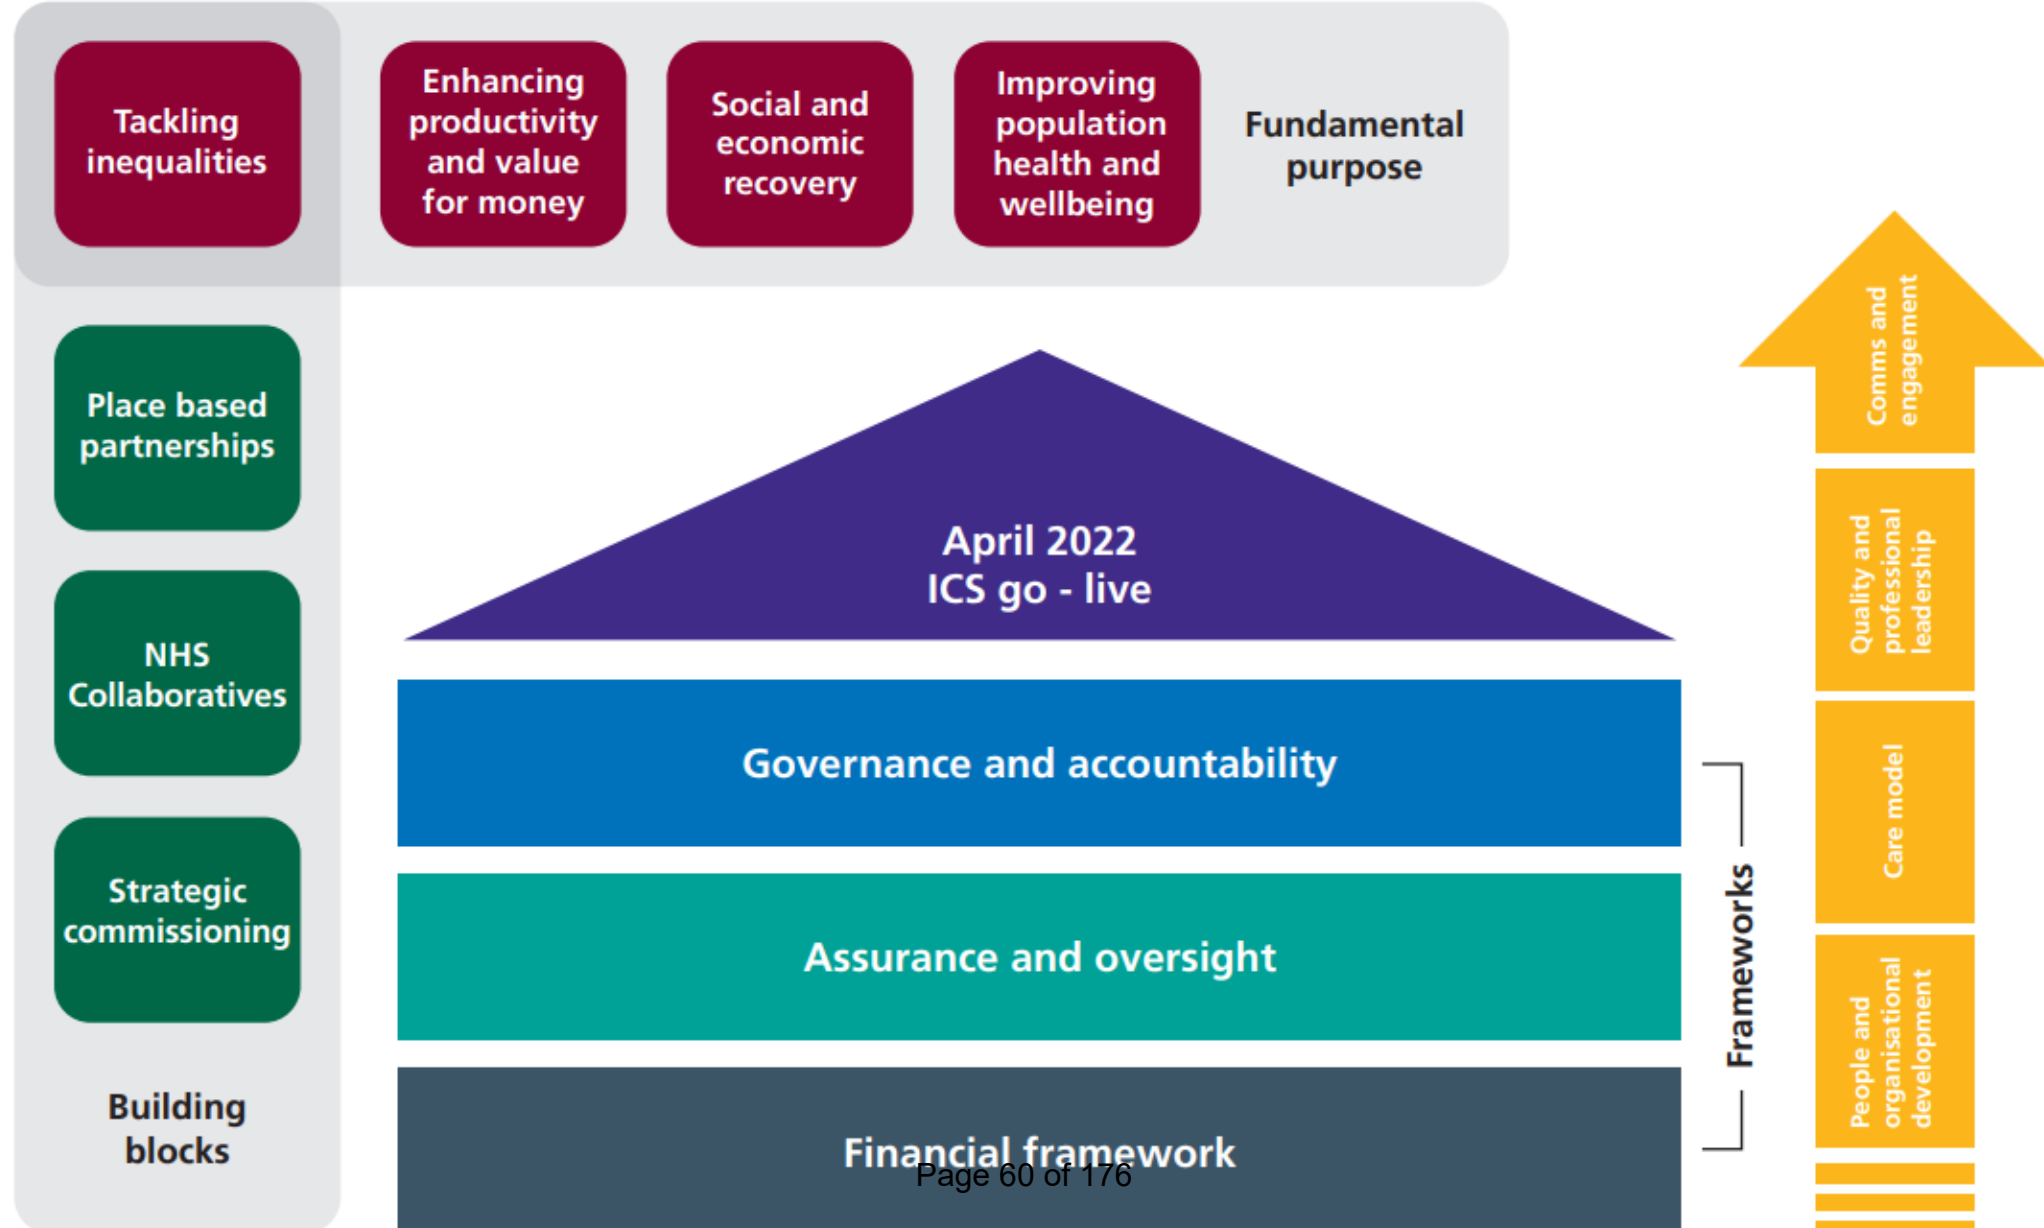 Tackling
inequalities
Enhancing
productivity
and value
for money
Social and
economic
recovery
Improving
population
health and
wellbeing
Fundamental
purpose
Place based
partnerships
NHS
Collaboratives
Strategic
commissioning
Building
blocks
April 2022
ICS go - live
Governance and accountability
Assurance and oversight
Financial framework
Page 60 of 176
Frameworks
Comms and
engagement
Quality and
professional
leadership
Care model
People and
organisational
development